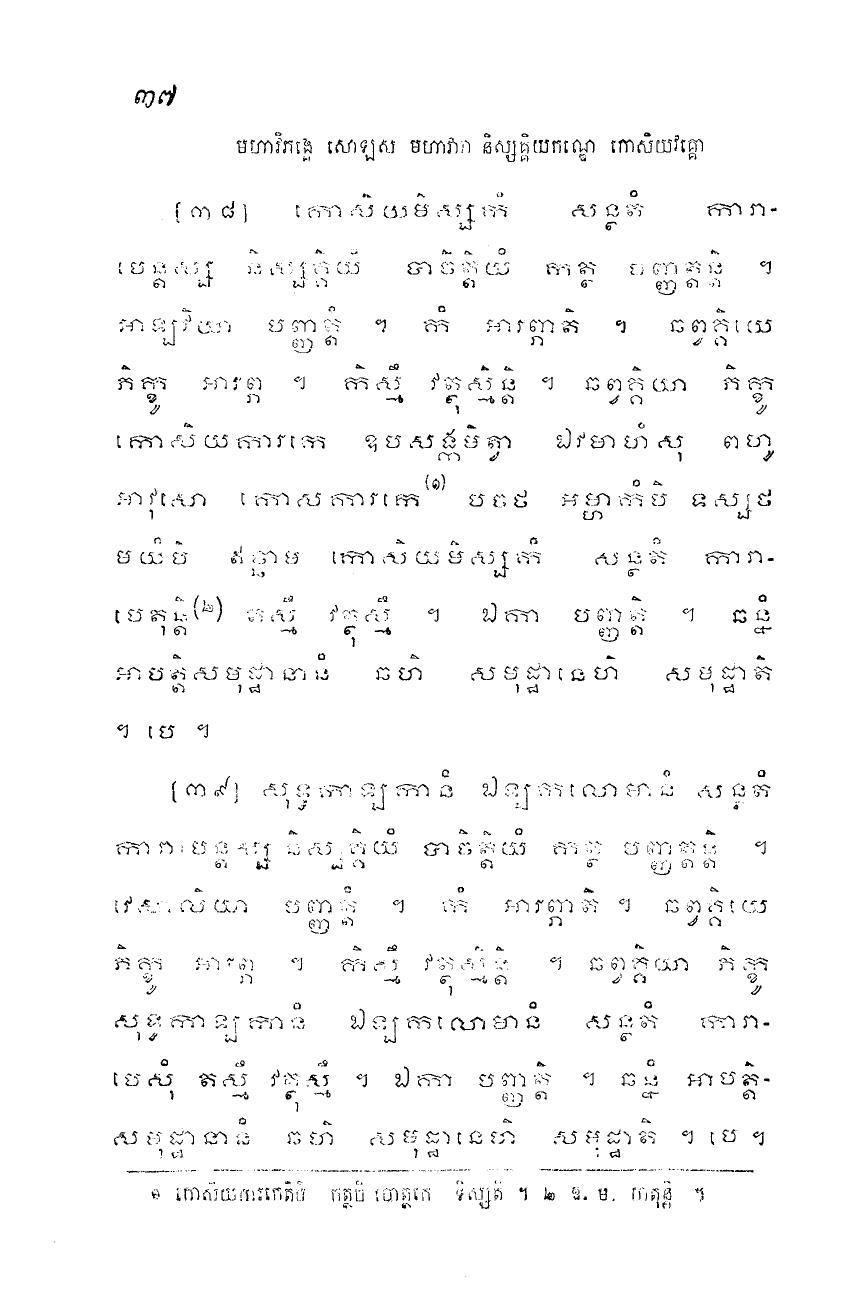 ៣៧
មហាវិភង្គេ សោឡស មហាវារេ និស្សគ្គិយកណ្ឌេ កោសិយវគ្គោ
[៣៨] កោសិយមិស្សកំ សន្ថតំ ការា-
បេន្តស្ស និស្សគ្គិយំ បាចិត្តិយំ កត្ថ បញ្ញត្តន្តិ ។
អាឡវិយា បញ្ញត្តំ ។ កំ អារព្ភាតិ ។ ឆព្វគ្គិយេ
ភិក្ខូ អារព្ភ ។ កិស្មឹ វត្ថុស្មិន្តិ ។ ឆព្វគ្គិយា ភិក្ខូ
កោសិយការកេ ឧបសង្កមិត្វា ឯវមាហំសុ ពហូ
អាវុសោ កោសការកេ(១) បចថ អម្ហាកំបិ ទស្សថ
មយំបិ ឥច្ឆាម កោសិយមិស្សកំ សន្ថតំ ការា-
បេតុន្តិ(២) តស្មឹ វត្ថុស្មឹ ។ ឯកា បញ្ញត្តិ ។ ឆន្នំ
អាបត្តិសមុដ្ឋានានំ ឆហិ សមុដ្ឋានេហិ សមុដ្ឋាតិ
។ បេ ។
[៣៩] សុទ្ធកាឡកានំ ឯឡកលោមានំ សន្ថតំ
ការាបេន្តស្ស និស្សគ្គិយំ បាចិត្តិយំ កត្ថ បញ្ញត្តន្តិ ។
វេសាលិយា បញ្ញត្តំ ។ កំ អារព្ភាតិ ។ ឆព្វគ្គិយេ
ភិក្ខូ អារព្ភ ។ កិស្មឹ វត្ថុស្មិន្តិ ។ ឆព្វគ្គិយា ភិក្ខូ
សុទ្ធកាឡកានំ ឯឡកលោមានំ សន្ថតំ ការា-
បេសុំ តស្មឹ វត្ថុស្មឹ ។ ឯកា បញ្ញត្តិ ។ ឆន្នំ អាបត្តិ-
សមុដ្ឋានានំ ឆហិ សមុដ្ឋានេហិ សមុដ្ឋាតិ ។ បេ ។
១ កោសិយការកេតិបិ កត្ថចិ បោត្ថកេ ទិស្សតិ ។ ២ ឱ. ម. កាតុន្តិ ។